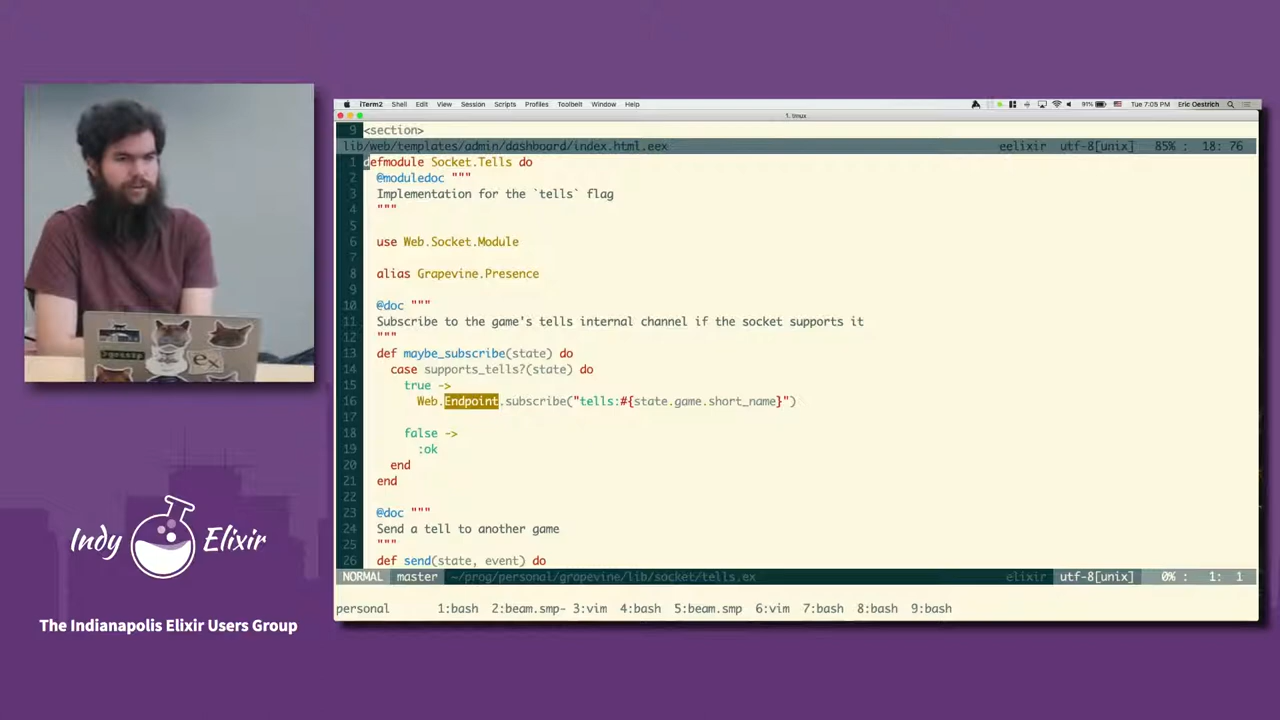 iTerm2 Shell Edit View Session Scripts Profiles Toolbelt Window Help 91% Tue 7:05 PM Eric Oestrich
1. tmux
9 <section>
lib/web/templates/admin/dashboard/index.html.eex eelixir utf-8[unix] 85% : 18: 76
1 defmodule Socket.Tells do
2 @moduledoc """
3 Implementation for the `tells` flag
4 """
5
6 use Web.Socket.Module
7
8 alias Grapevine.Presence
9
10 @doc """
11 Subscribe to the game's tells internal channel if the socket supports it
12 """
13 def maybe_subscribe(state) do
14 case supports_tells?(state) do
15 true ->
16 Web.Endpoint.subscribe("tells:#{state.game.short_name}")
17
18 false ->
19 :ok
20 end
21 end
22
23 @doc """
24 Send a tell to another game
25 """
26 def send(state, event) do
NORMAL master ~/prog/personal/grapevine/lib/socket/tells.ex elixir utf-8[unix] 0% : 1: 1
personal 1:bash 2:beam.smp- 3:vim 4:bash 5:beam.smp 6:vim 7:bash 8:bash 9:bash
>gossip
ex
Indy Elixir
The Indianapolis Elixir Users Group